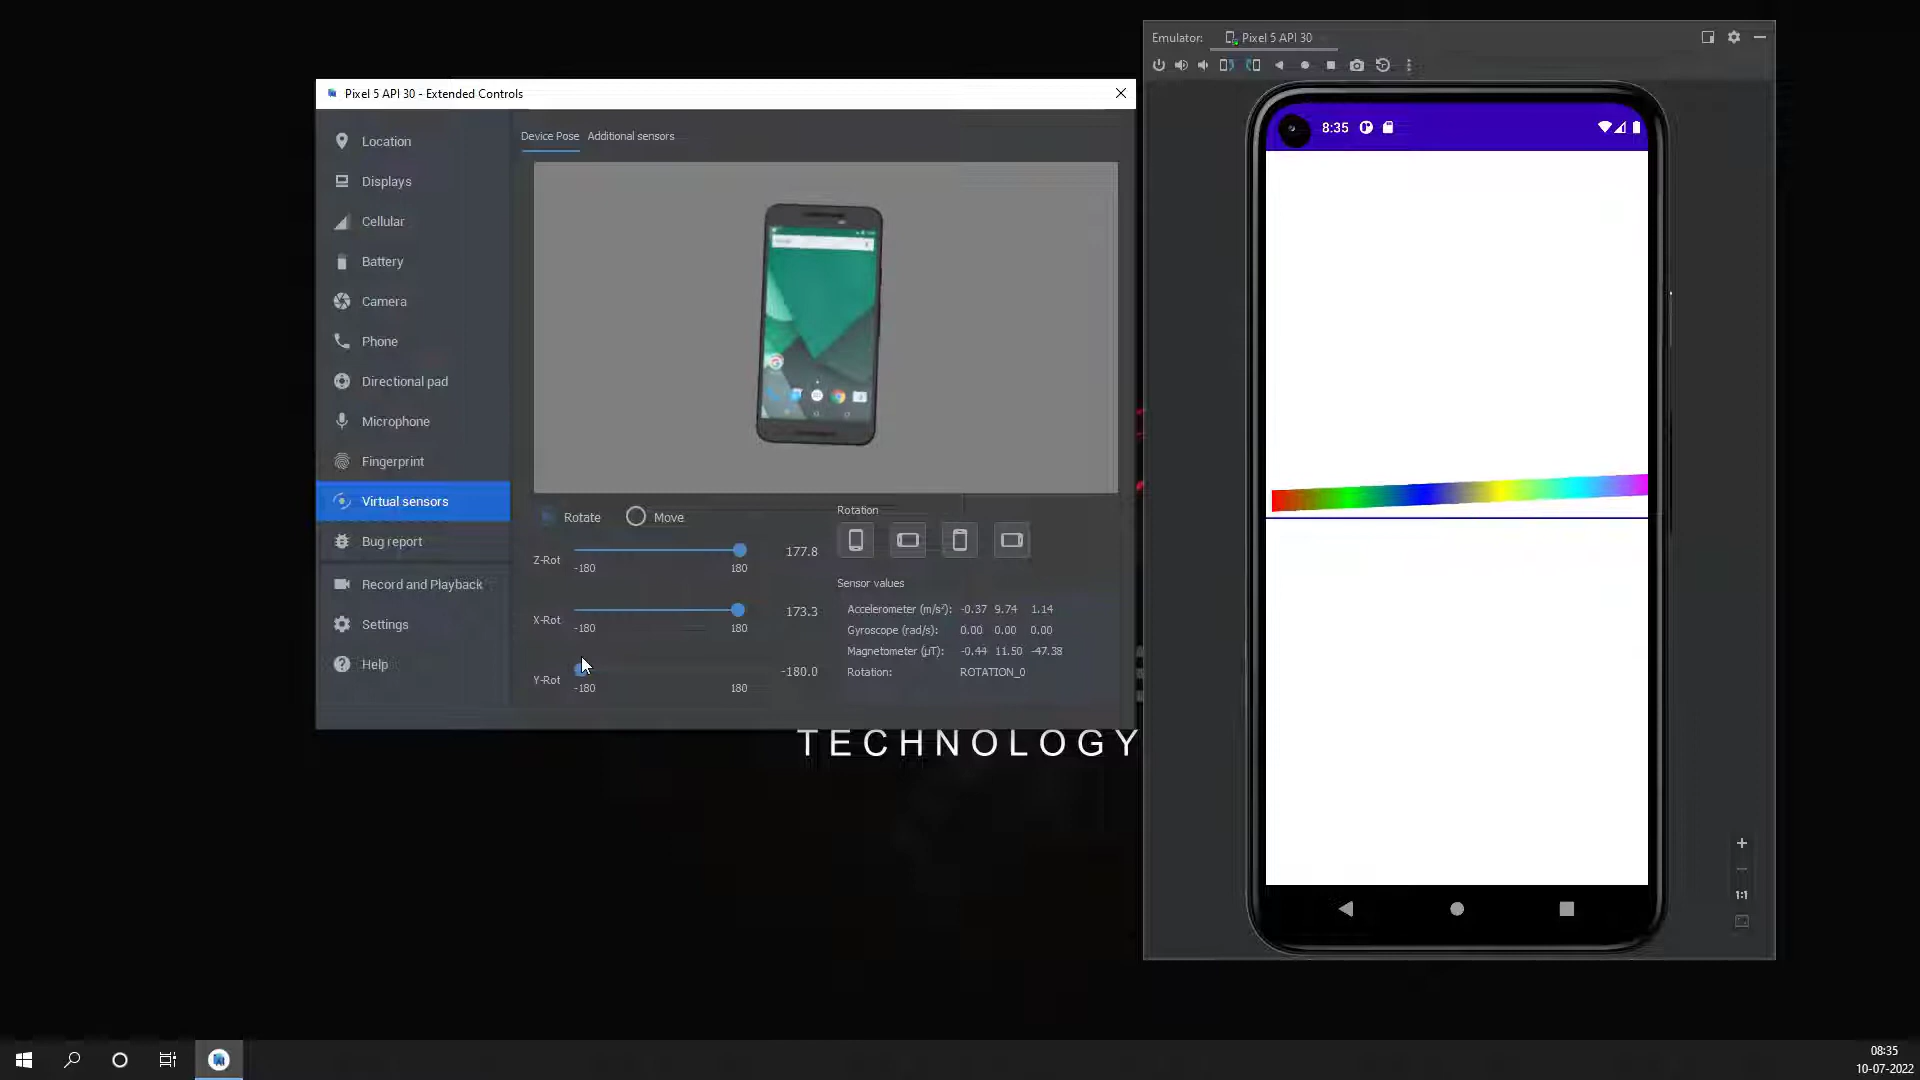 Emulator: Pixel 5 API 30
Pixel 5 API 30 - Extended Controls
Location
Displays
Cellular
Battery
Camera
Phone
Directional pad
Microphone
Fingerprint
Virtual sensors
Bug report
Record and Playback
Settings
Help
Device Pose Additional sensors
Rotate Move
Z-Rot 177.8
-180 180
X-Rot 173.3
-180 180
Y-Rot -180.0
-180 180
Rotation
Sensor values
Accelerometer (m/s²): -0.37 9.74 1.14
Gyroscope (rad/s): 0.00 0.00 0.00
Magnetometer (μT): -0.44 11.50 -47.38
Rotation: ROTATION_0
TECHNOLOGY
8:35
1:1
08:35
10-07-2022